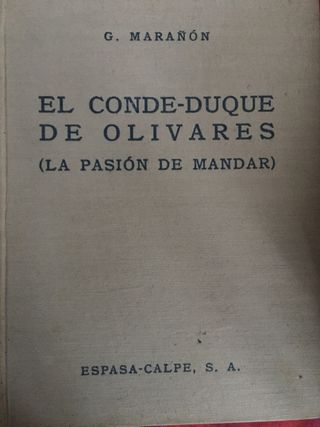 G. MARAÑÓN
EL CONDE-DUQUE
DE OLIVARES
(LA PASIÓN DE MANDAR)
ESPASA-CALPE, S. A.